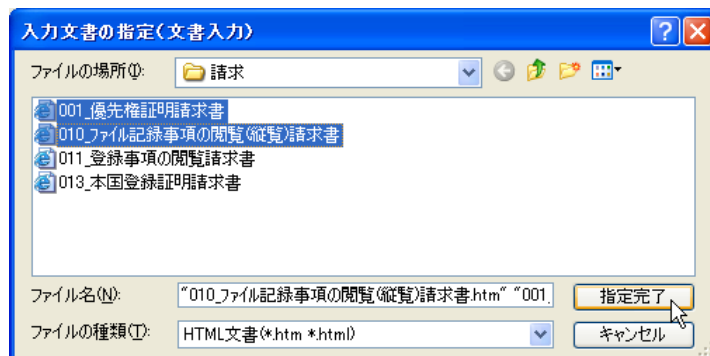 入力文書の指定(文書入力)
ファイルの場所(I): 請求
001_優先権証明請求書
010_ファイル記録事項の閲覧(縦覧)請求書
011_登録事項の閲覧請求書
013_本国登録証明請求書
ファイル名(N): "010_ファイル記録事項の閲覧(縦覧)請求書.htm" "001_ 指定完了
ファイルの種類(T): HTML文書(*.htm *.html) キャンセル